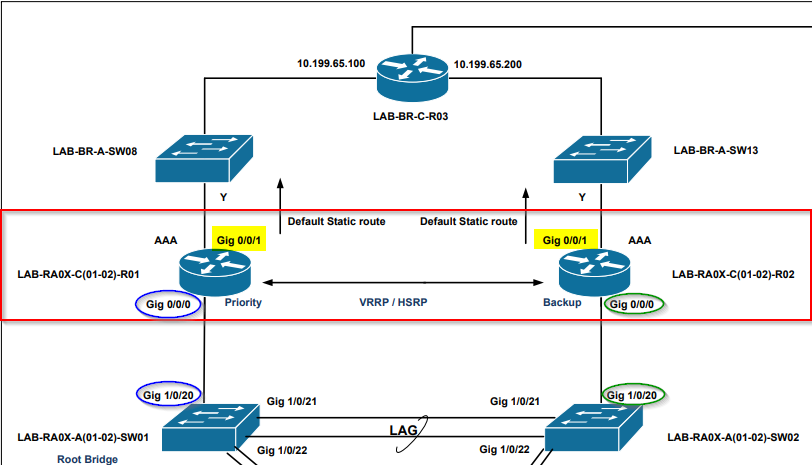 10.199.65.100
10.199.65.200
LAB-BR-C-R03
LAB-BR-A-SW08
LAB-BR-A-SW13
Y
Y
Default Static route
Default Static route
AAA
Gig 0/0/1
Gig 0/0/1
AAA
LAB-RA0X-C(01-02)-R01
LAB-RA0X-C(01-02)-R02
Gig 0/0/0
Priority
VRRP / HSRP
Backup
Gig 0/0/0
Gig 1/0/20
Gig 1/0/21
Gig 1/0/21
Gig 1/0/20
LAB-RA0X-A(01-02)-SW01
LAG
LAB-RA0X-A(01-02)-SW02
Gig 1/0/22
Gig 1/0/22
Root Bridge